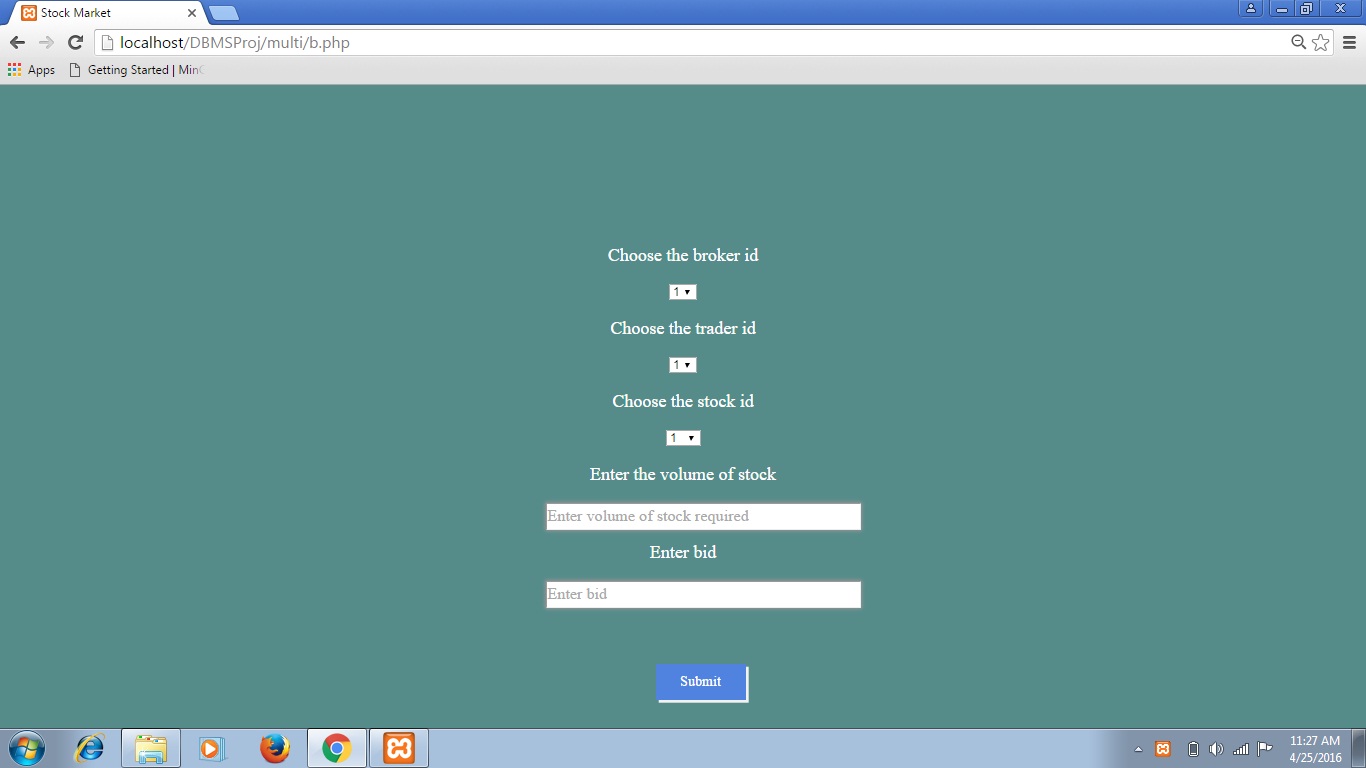 Stock Market
localhost/DBMSProj/multi/b.php
Apps Getting Started | Min
Choose the broker id
1
Choose the trader id
1
Choose the stock id
1
Enter the volume of stock
Enter volume of stock required
Enter bid
Enter bid
Submit
11:27 AM
4/25/2016